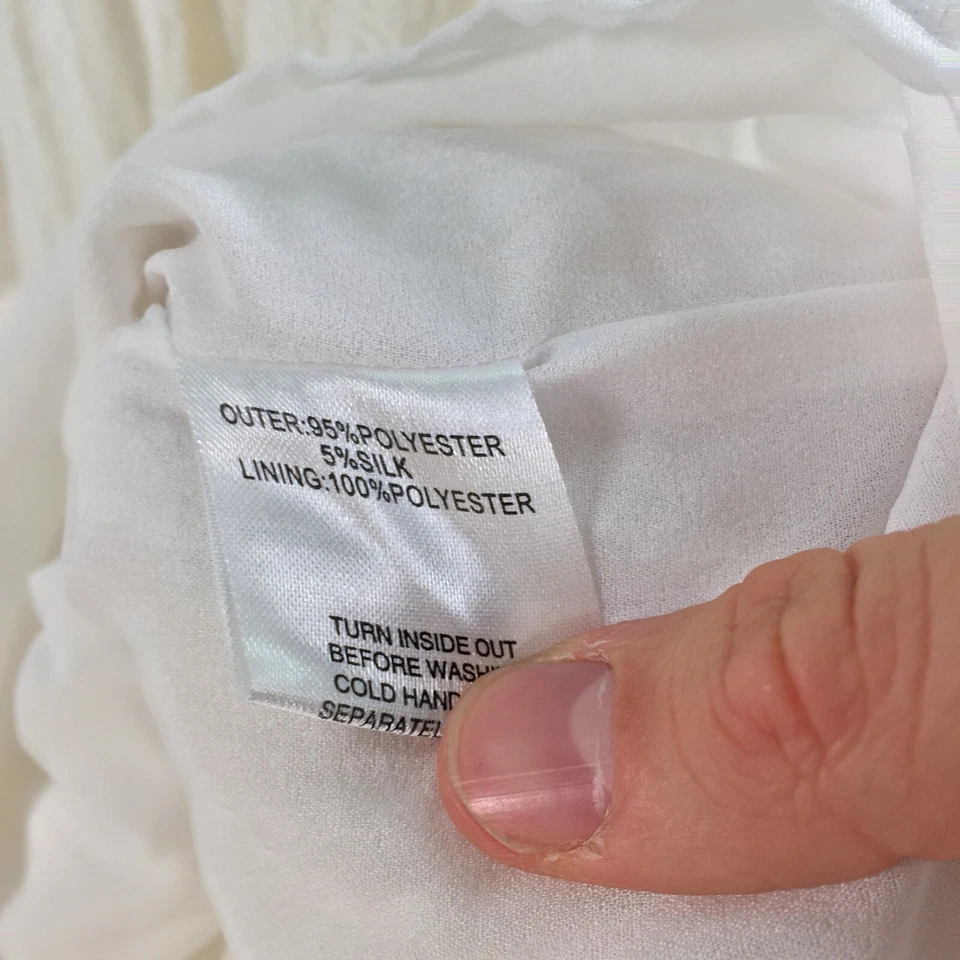 OUTER:95%POLYESTER
5%SILK
LINING:100%POLYESTER
TURN INSIDE OUT
BEFORE
COLD HAND